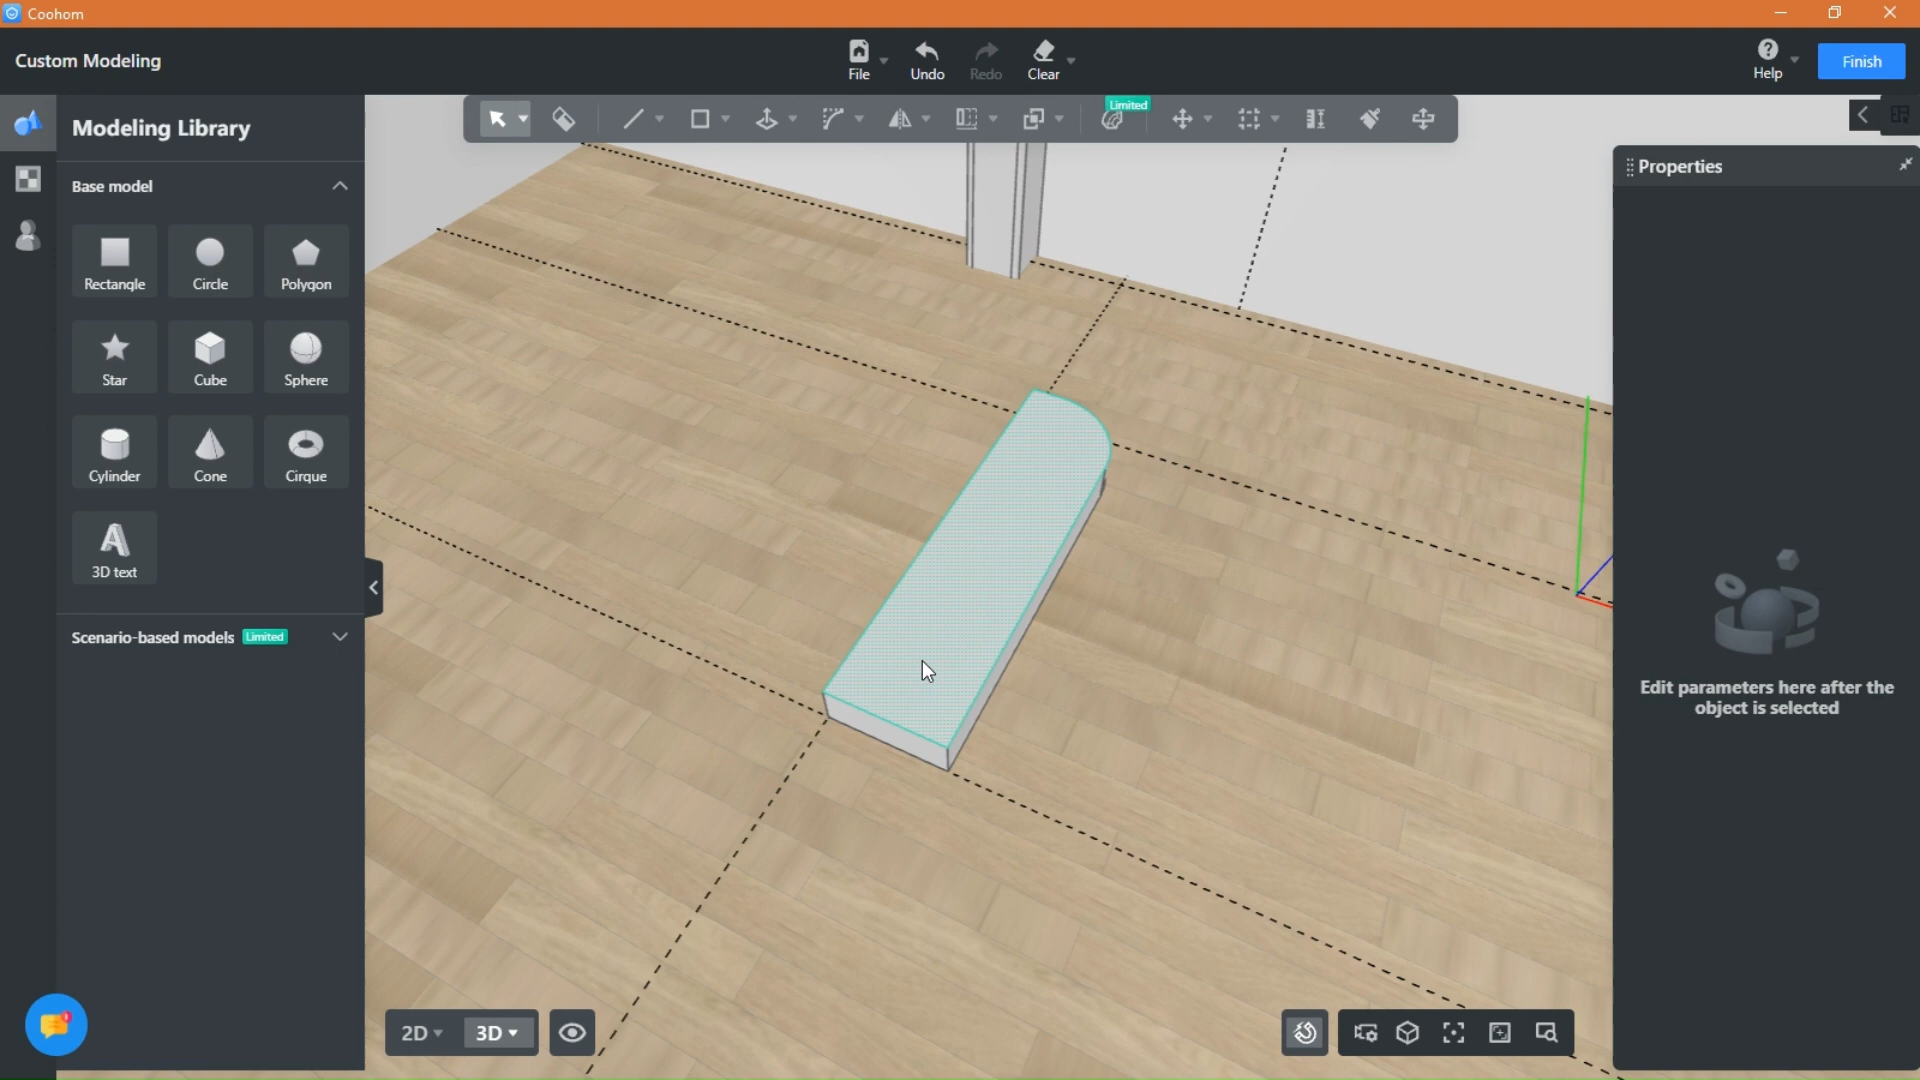 Coohom
Custom Modeling
File
Undo
Redo
Clear
Help
Finish
Modeling Library
Limited
Properties
Base model
Rectangle
Circle
Polygon
Star
Cube
Sphere
Cylinder
Cone
Cirque
3D text
Scenario-based models Limited
Edit parameters here after the
object is selected
2D
3D